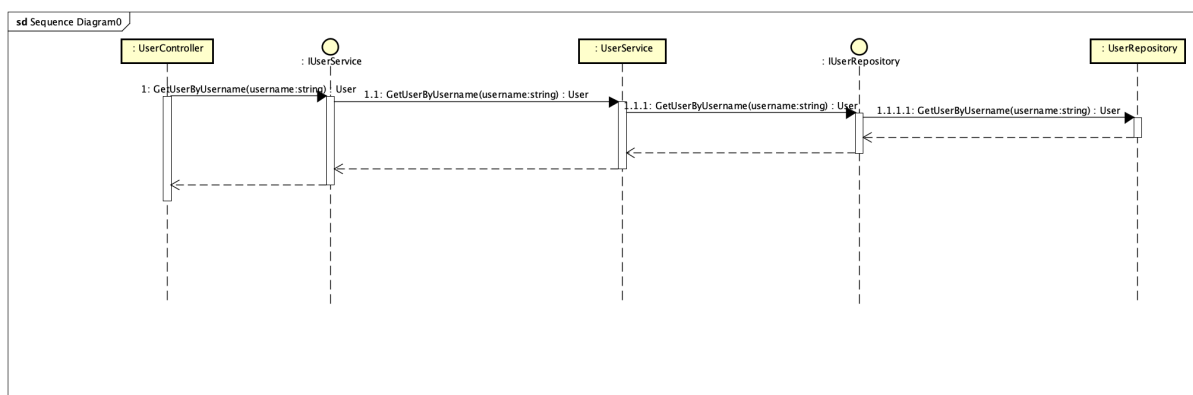 sd Sequence Diagram0
: UserController
: IUserService
: UserService
: IUserRepository
: UserRepository
1: GetUserByUsername(username:string) : User
1.1: GetUserByUsername(username:string) : User
1.1.1: GetUserByUsername(username:string) : User
1.1.1.1: GetUserByUsername(username:string) : User